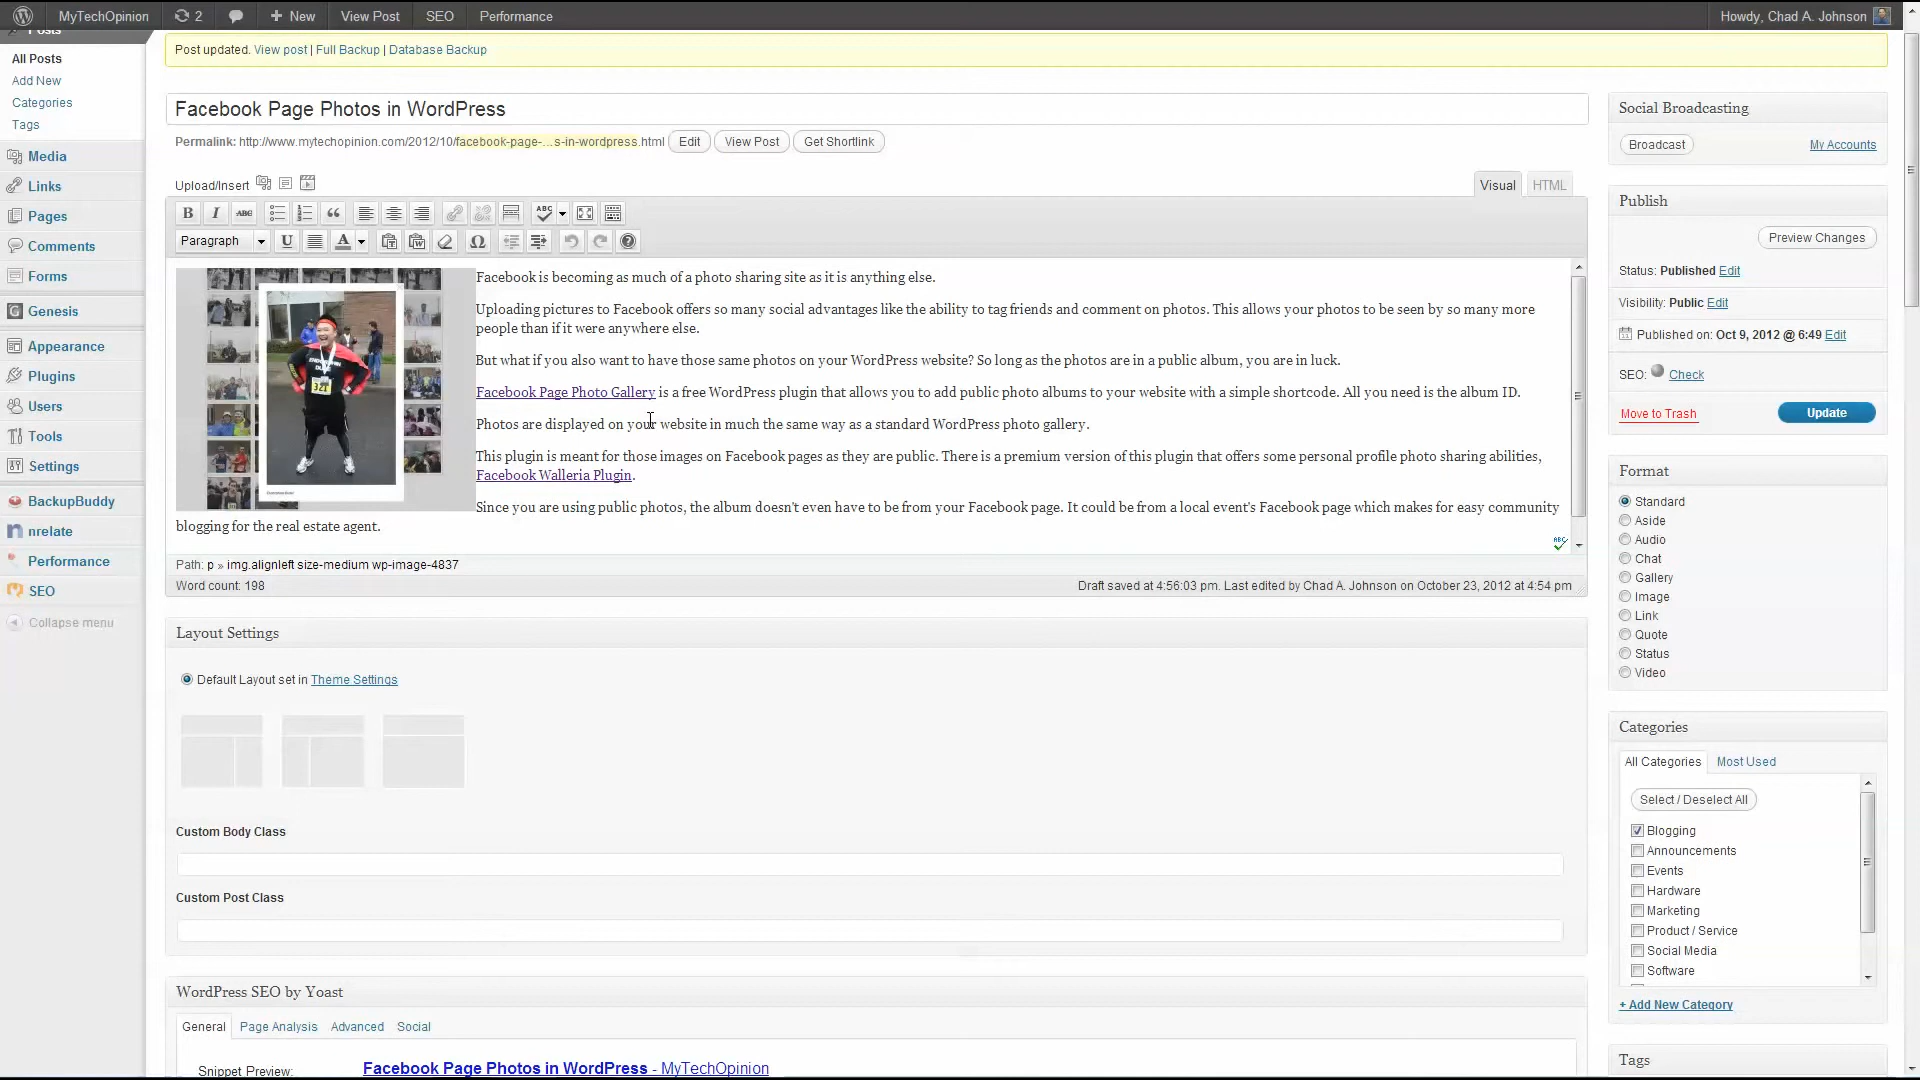 MyTechOpinion 2 New View Post SEO Performance Howdy, Chad A. Johnson
Posts
All Posts
Add New
Categories
Tags
Media
Links
Pages
Comments
Forms
Genesis
Appearance
Plugins
Users
Tools
Settings
BackupBuddy
nrelate
Performance
SEO
Collapse menu
Post updated. View post | Full Backup | Database Backup
Facebook Page Photos in WordPress
Permalink: http://www.mytechopinion.com/2012/10/facebook-page-...s-in-wordpress.html Edit View Post Get Shortlink
Upload/Insert
Visual HTML
B I ABC ABC
Paragraph U A Ω
Facebook is becoming as much of a photo sharing site as it is anything else.
Uploading pictures to Facebook offers so many social advantages like the ability to tag friends and comment on photos. This allows your photos to be seen by so many more
people than if it were anywhere else.
But what if you also want to have those same photos on your WordPress website? So long as the photos are in a public album, you are in luck.
Facebook Page Photo Gallery is a free WordPress plugin that allows you to add public photo albums to your website with a simple shortcode. All you need is the album ID.
Photos are displayed on your website in much the same way as a standard WordPress photo gallery.
This plugin is meant for those images on Facebook pages as they are public. There is a premium version of this plugin that offers some personal profile photo sharing abilities,
Facebook Walleria Plugin.
Since you are using public photos, the album doesn't even have to be from your Facebook page. It could be from a local event's Facebook page which makes for easy community
blogging for the real estate agent.
321
ABC
Path: p » img.alignleft size-medium wp-image-4837
Word count: 198
Draft saved at 4:56:03 pm. Last edited by Chad A. Johnson on October 23, 2012 at 4:54 pm
Layout Settings
Default Layout set in Theme Settings
Custom Body Class
Custom Post Class
WordPress SEO by Yoast
General Page Analysis Advanced Social
Snippet Preview: Facebook Page Photos in WordPress - MyTechOpinion
Social Broadcasting
Broadcast My Accounts
Publish
Preview Changes
Status: Published Edit
Visibility: Public Edit
Published on: Oct 9, 2012 @ 6:49 Edit
SEO: Check
Move to Trash Update
Format
Standard
Aside
Audio
Chat
Gallery
Image
Link
Quote
Status
Video
Categories
All Categories Most Used
Select / Deselect All
Blogging
Announcements
Events
Hardware
Marketing
Product / Service
Social Media
Software
+ Add New Category
Tags